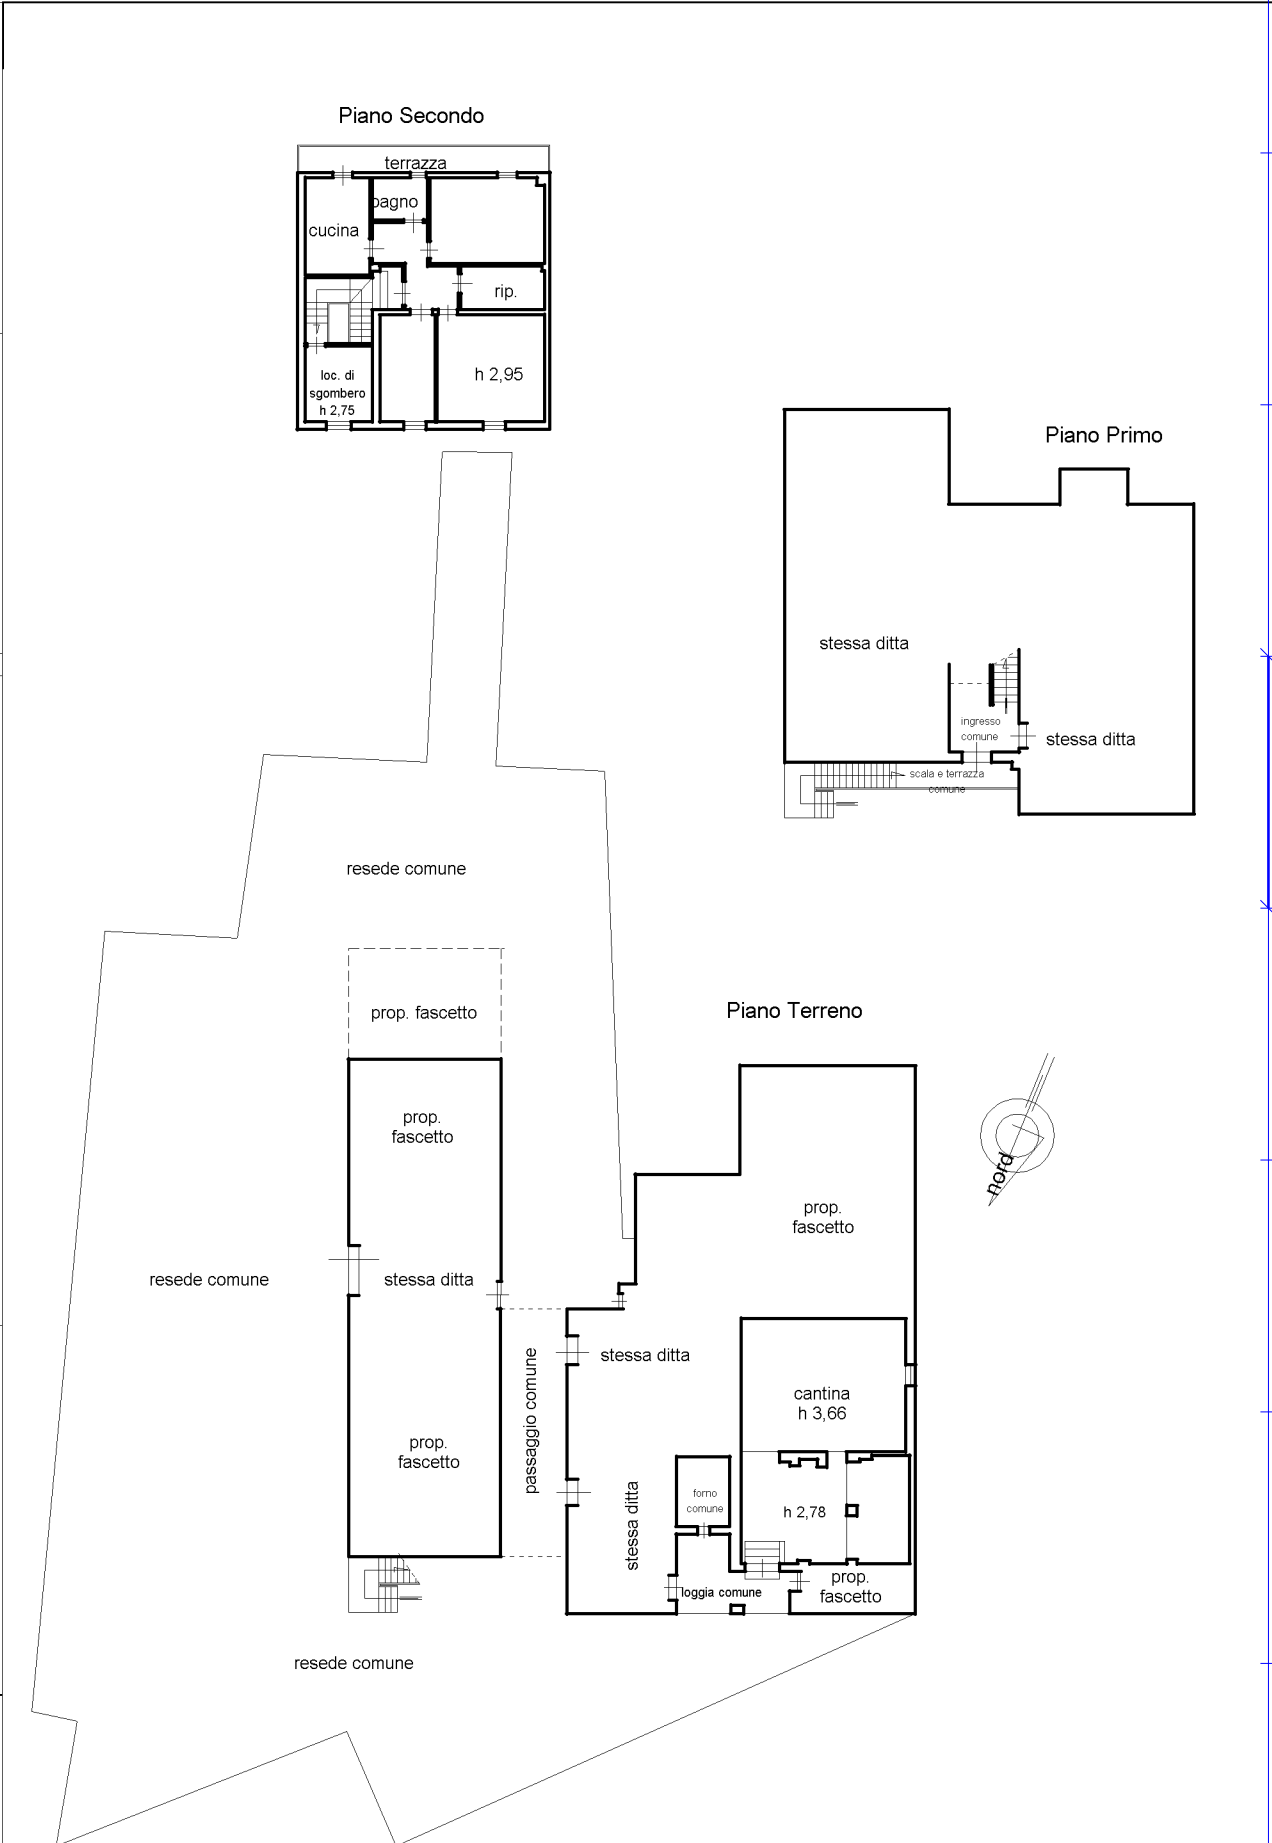 Piano Secondo
terrazza
bagno
cucina
rip.
loc. di
sgombero
h 2,75
h 2,95
Piano Primo
stessa ditta
ingresso
comune
stessa ditta
scala e terrazza
comune
resede comune
prop. fascetto
Piano Terreno
prop.
fascetto
nord
prop.
fascetto
resede comune
stessa ditta
passaggio comune
stessa ditta
cantina
h 3,66
prop.
fascetto
stessa ditta
forno
comune
h 2,78
loggia comune
prop.
fascetto
resede comune